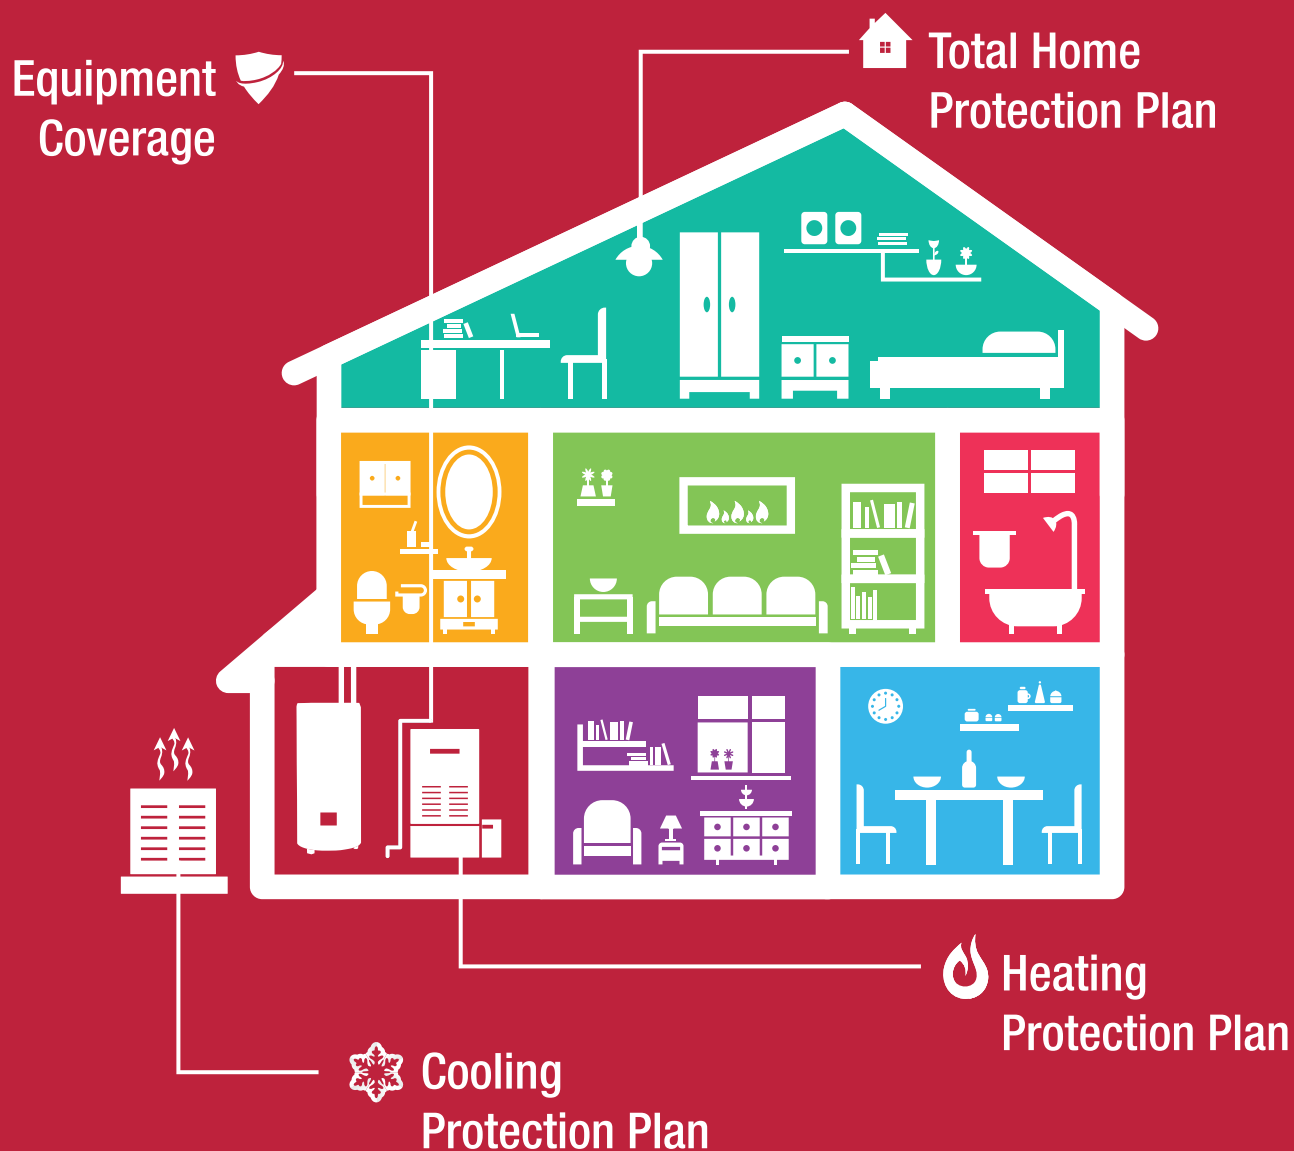 Equipment
Coverage
Total Home
Protection Plan
Heating
Protection Plan
Cooling
Protection Plan